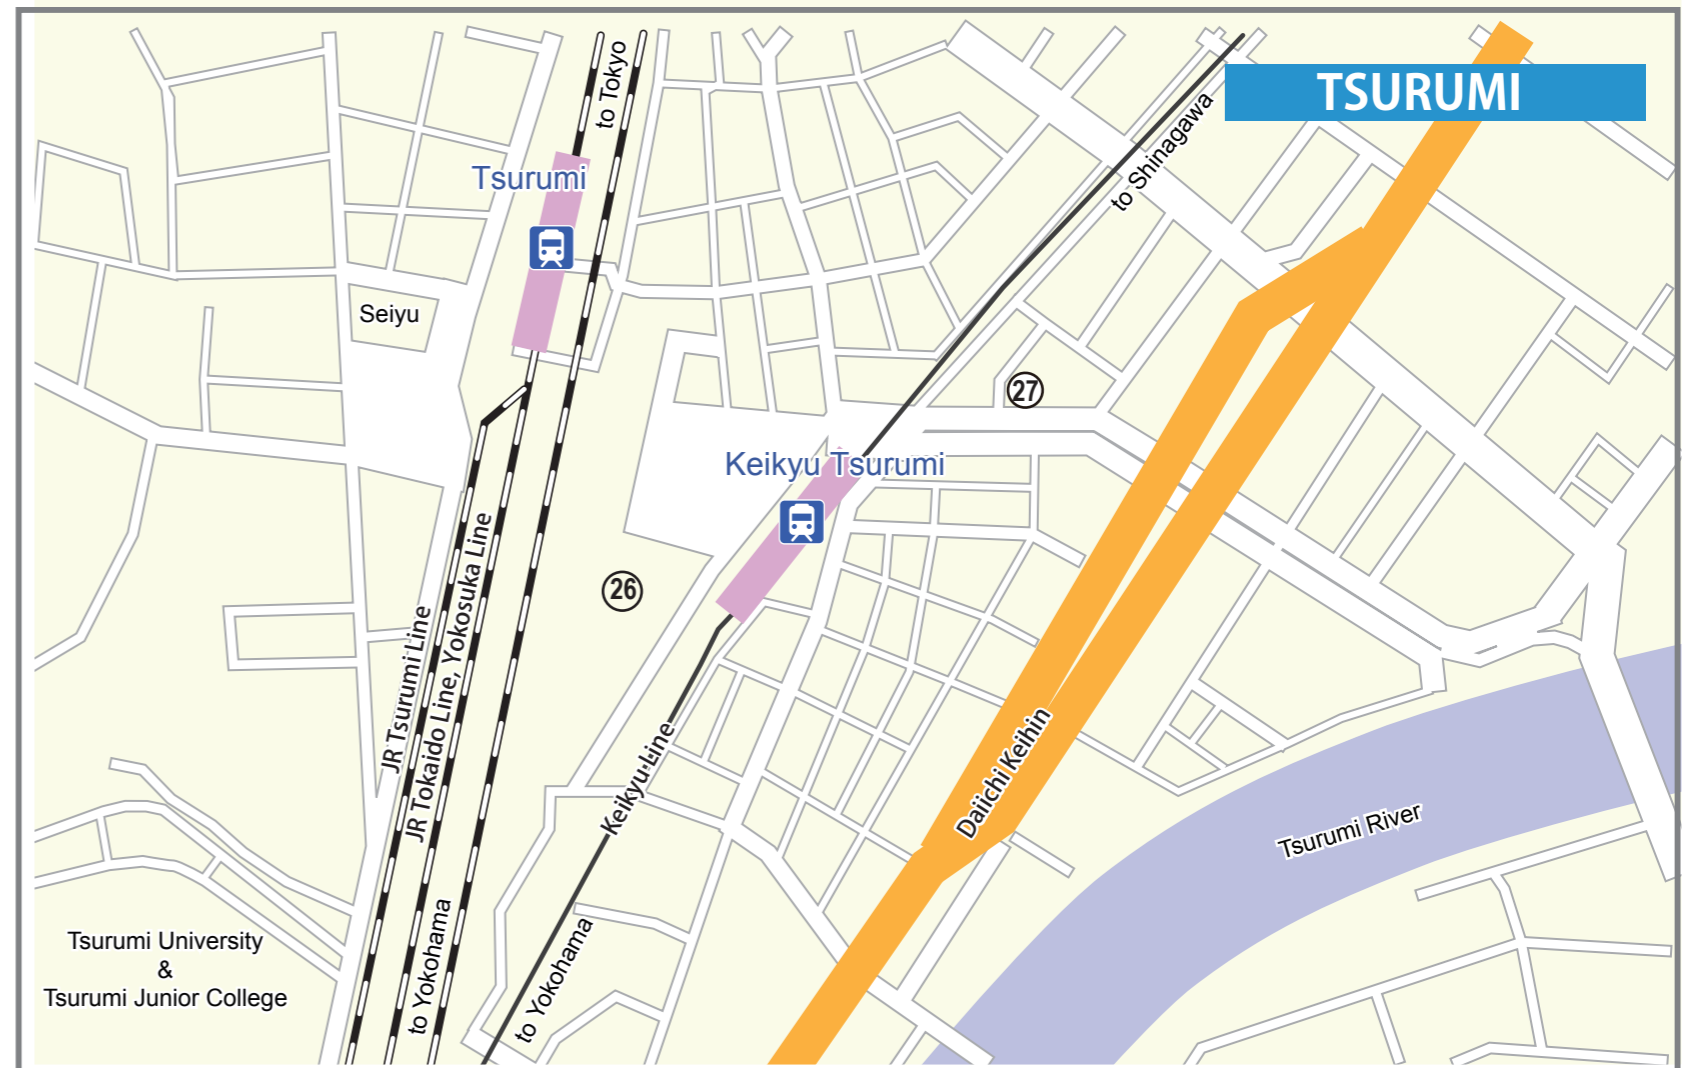 TSURUMI
to Tokyo
to Shinagawa
Tsurumi
Seiyu
27
Keikyu Tsurumi
26
JR Tsurumi Line
JR Tokaido Line, Yokosuka Line
Keikyu Line
Daiichi Keihin
Tsurumi River
to Yokohama
to Yokohama
Tsurumi University
&
Tsurumi Junior College